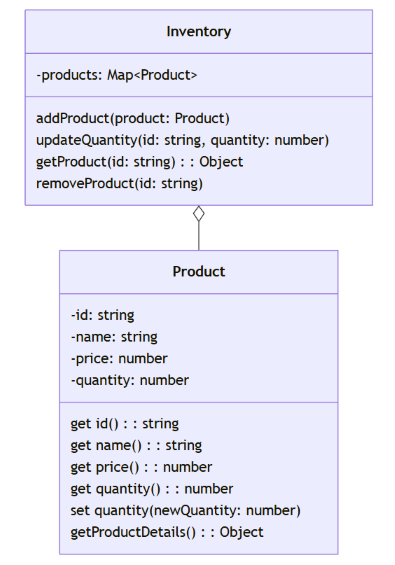 Inventory
-products: Map<Product>
addProduct(product: Product)
updateQuantity(id: string, quantity: number)
getProduct(id: string) : : Object
removeProduct(id: string)
Product
-id: string
-name: string
-price: number
-quantity: number
get id() : : string
get name() : : string
get price() : : number
get quantity() : : number
set quantity(newQuantity: number)
getProductDetails() : : Object